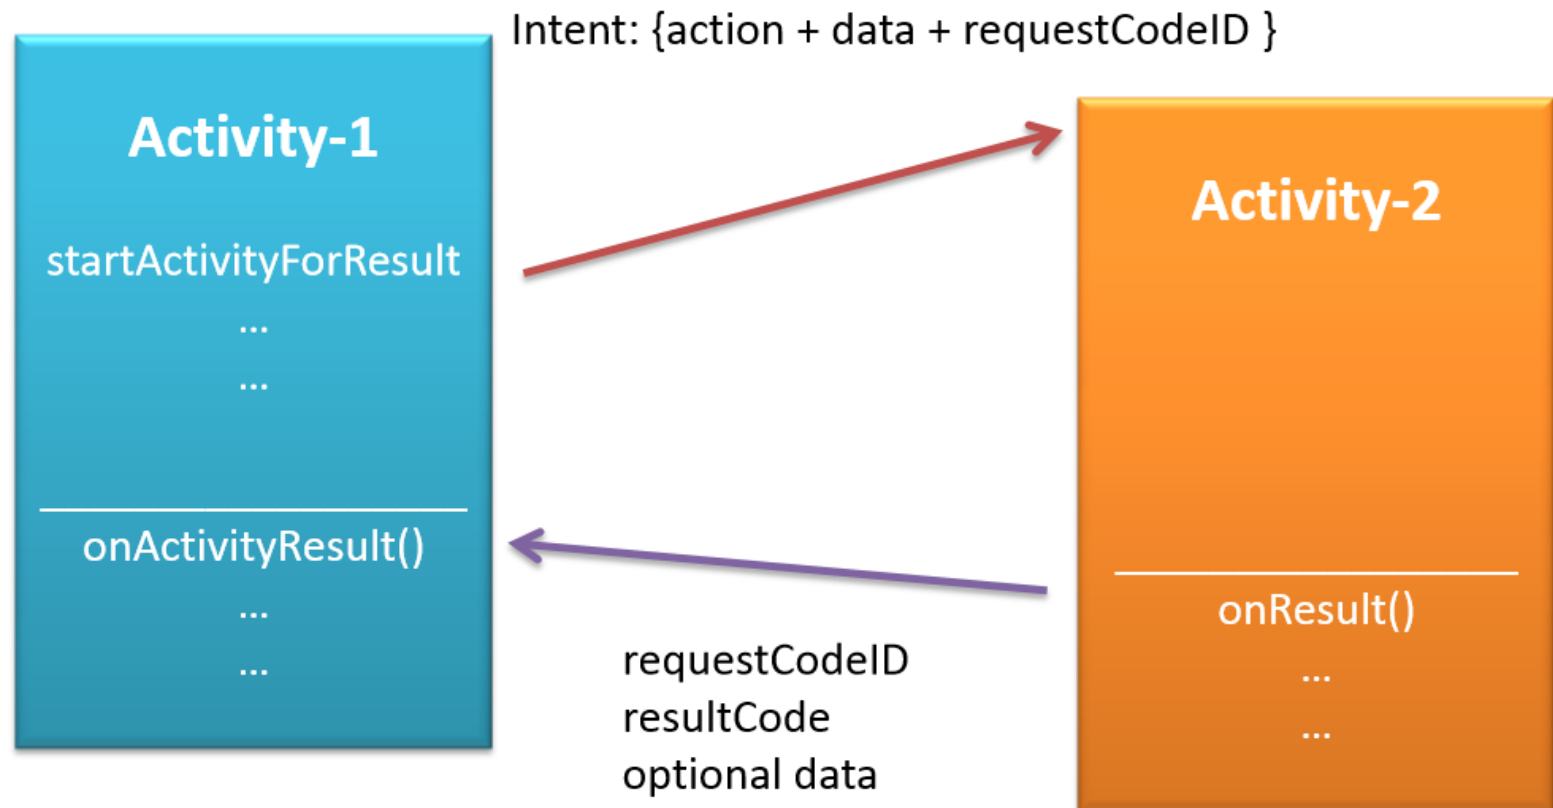 Intent: {action + data + requestCodeID }
Activity-1
startActivityForResult
...
...
onActivityResult()
...
...
Activity-2
onResult()
...
...
requestCodeID
resultCode
optional data